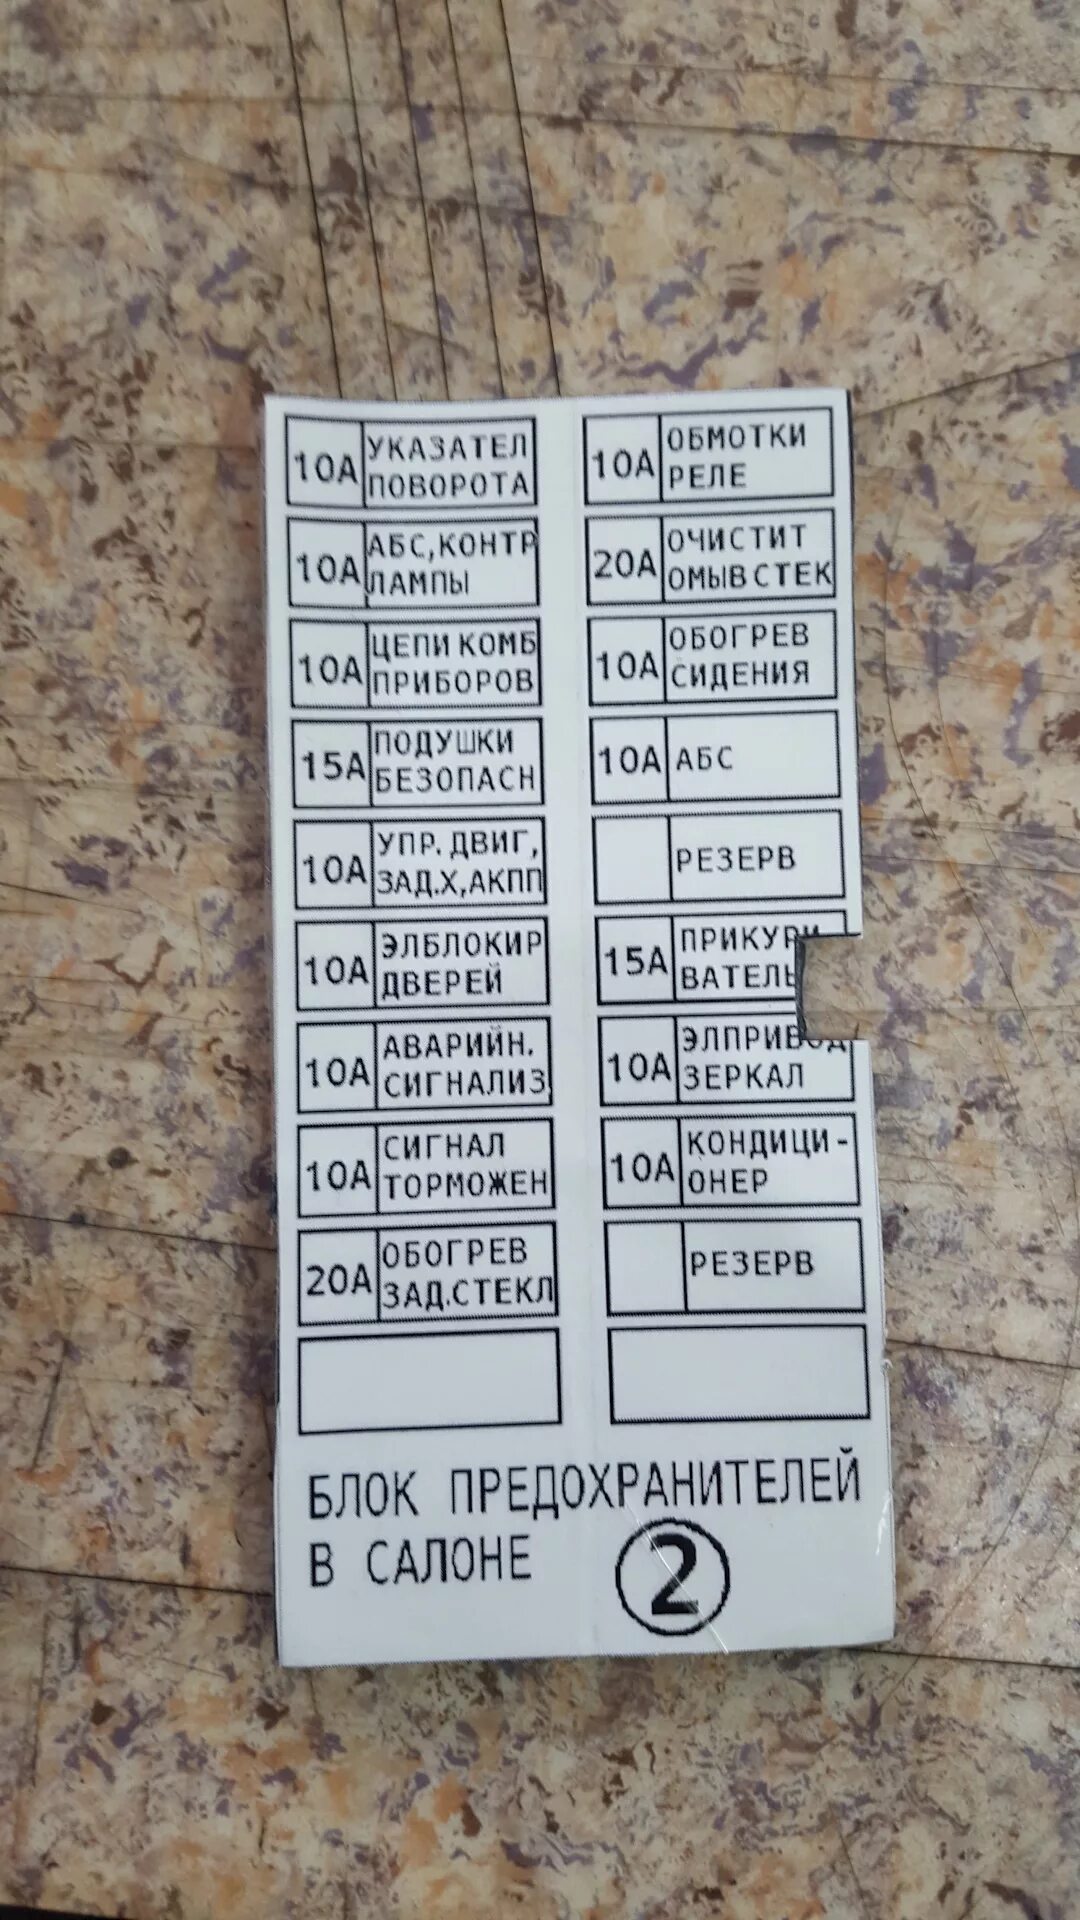 10А УКАЗАТЕЛ
ПОВОРОТА
10А АБС,КОНТР
ЛАМПЫ
10А ЦЕПИ КОМБ
ПРИБОРОВ
15А ПОДУШКИ
БЕЗОПАСН
10А УПР.ДВИГ,
ЗАД.Х,АКПП
10А ЭЛБЛОКИР
ДВЕРЕЙ
10А АВАРИЙН.
СИГНАЛИЗ
10А СИГНАЛ
ТОРМОЖЕН
20А ОБОГРЕВ
ЗАД.СТЕКЛ
10А ОБМОТКИ
РЕЛЕ
20А ОЧИСТИТ
ОМЫВСТЕК
10А ОБОГРЕВ
СИДЕНИЯ
10А АБС
РЕЗЕРВ
15А ПРИКУРИ
ВАТЕЛЬ
10А ЭЛПРИВОД
ЗЕРКАЛ
10А КОНДИЦИ-
ОНЕР
РЕЗЕРВ
БЛОК ПРЕДОХРАНИТЕЛЕЙ
В САЛОНЕ 2